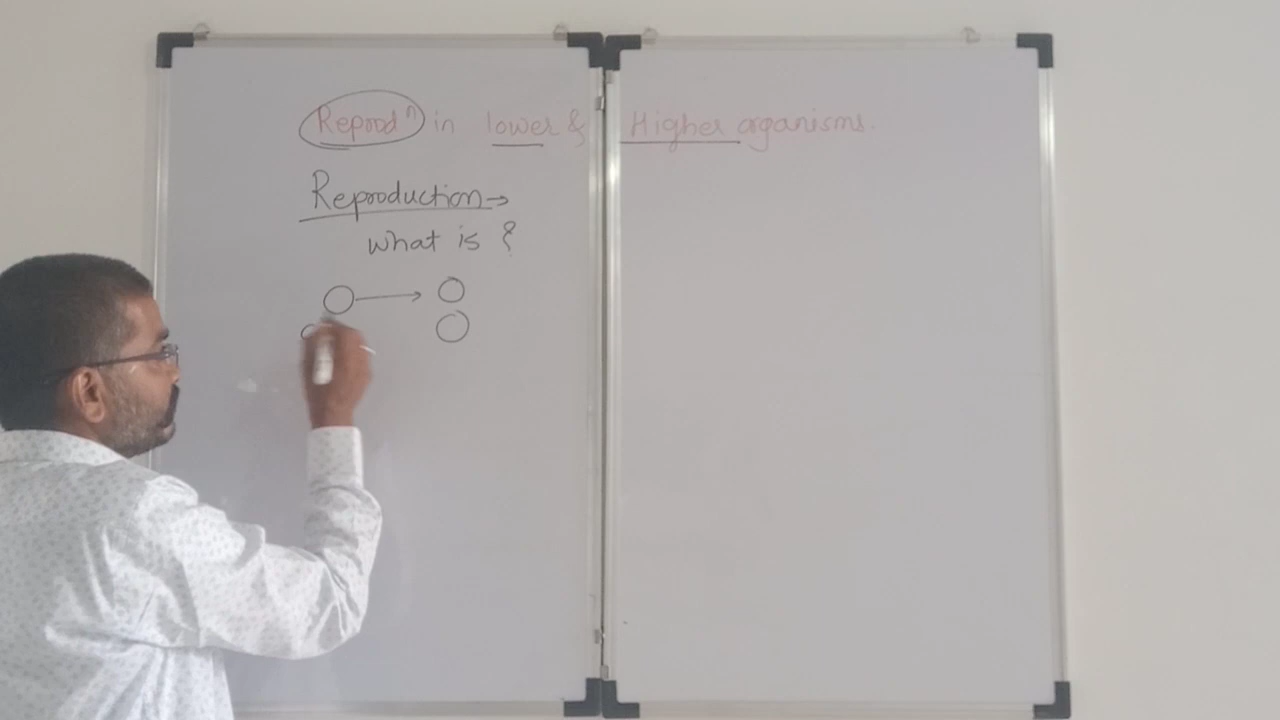 Reprodⁿ in lower & Higher organisms.
Reproduction→
what is ?